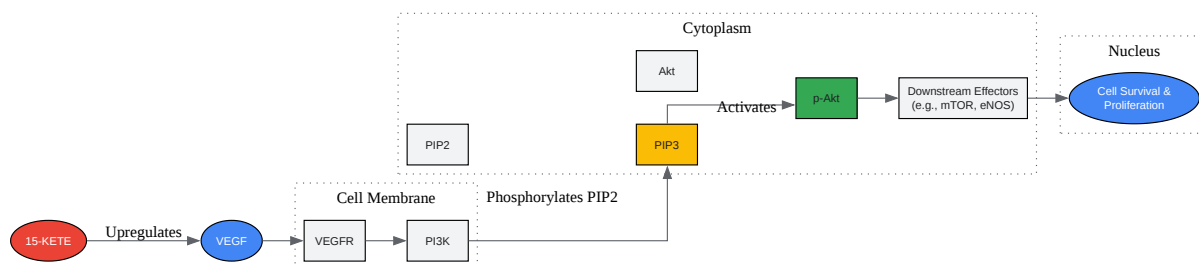 Cytoplasm
Nucleus
Akt
Activates
p-Akt
Downstream Effectors
(e.g., mTOR, eNOS)
Cell Survival &
Proliferation
PIP2
PIP3
Cell Membrane
Phosphorylates PIP2
15-KETE
Upregulates
VEGF
VEGFR
PI3K